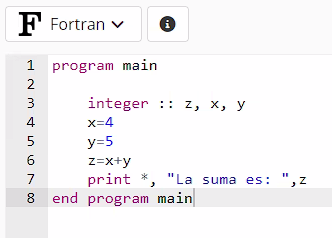 F Fortran
1 program main
2
3     integer :: z, x, y
4     x=4
5     y=5
6     z=x+y
7     print *, "La suma es: ",z
8 end program main